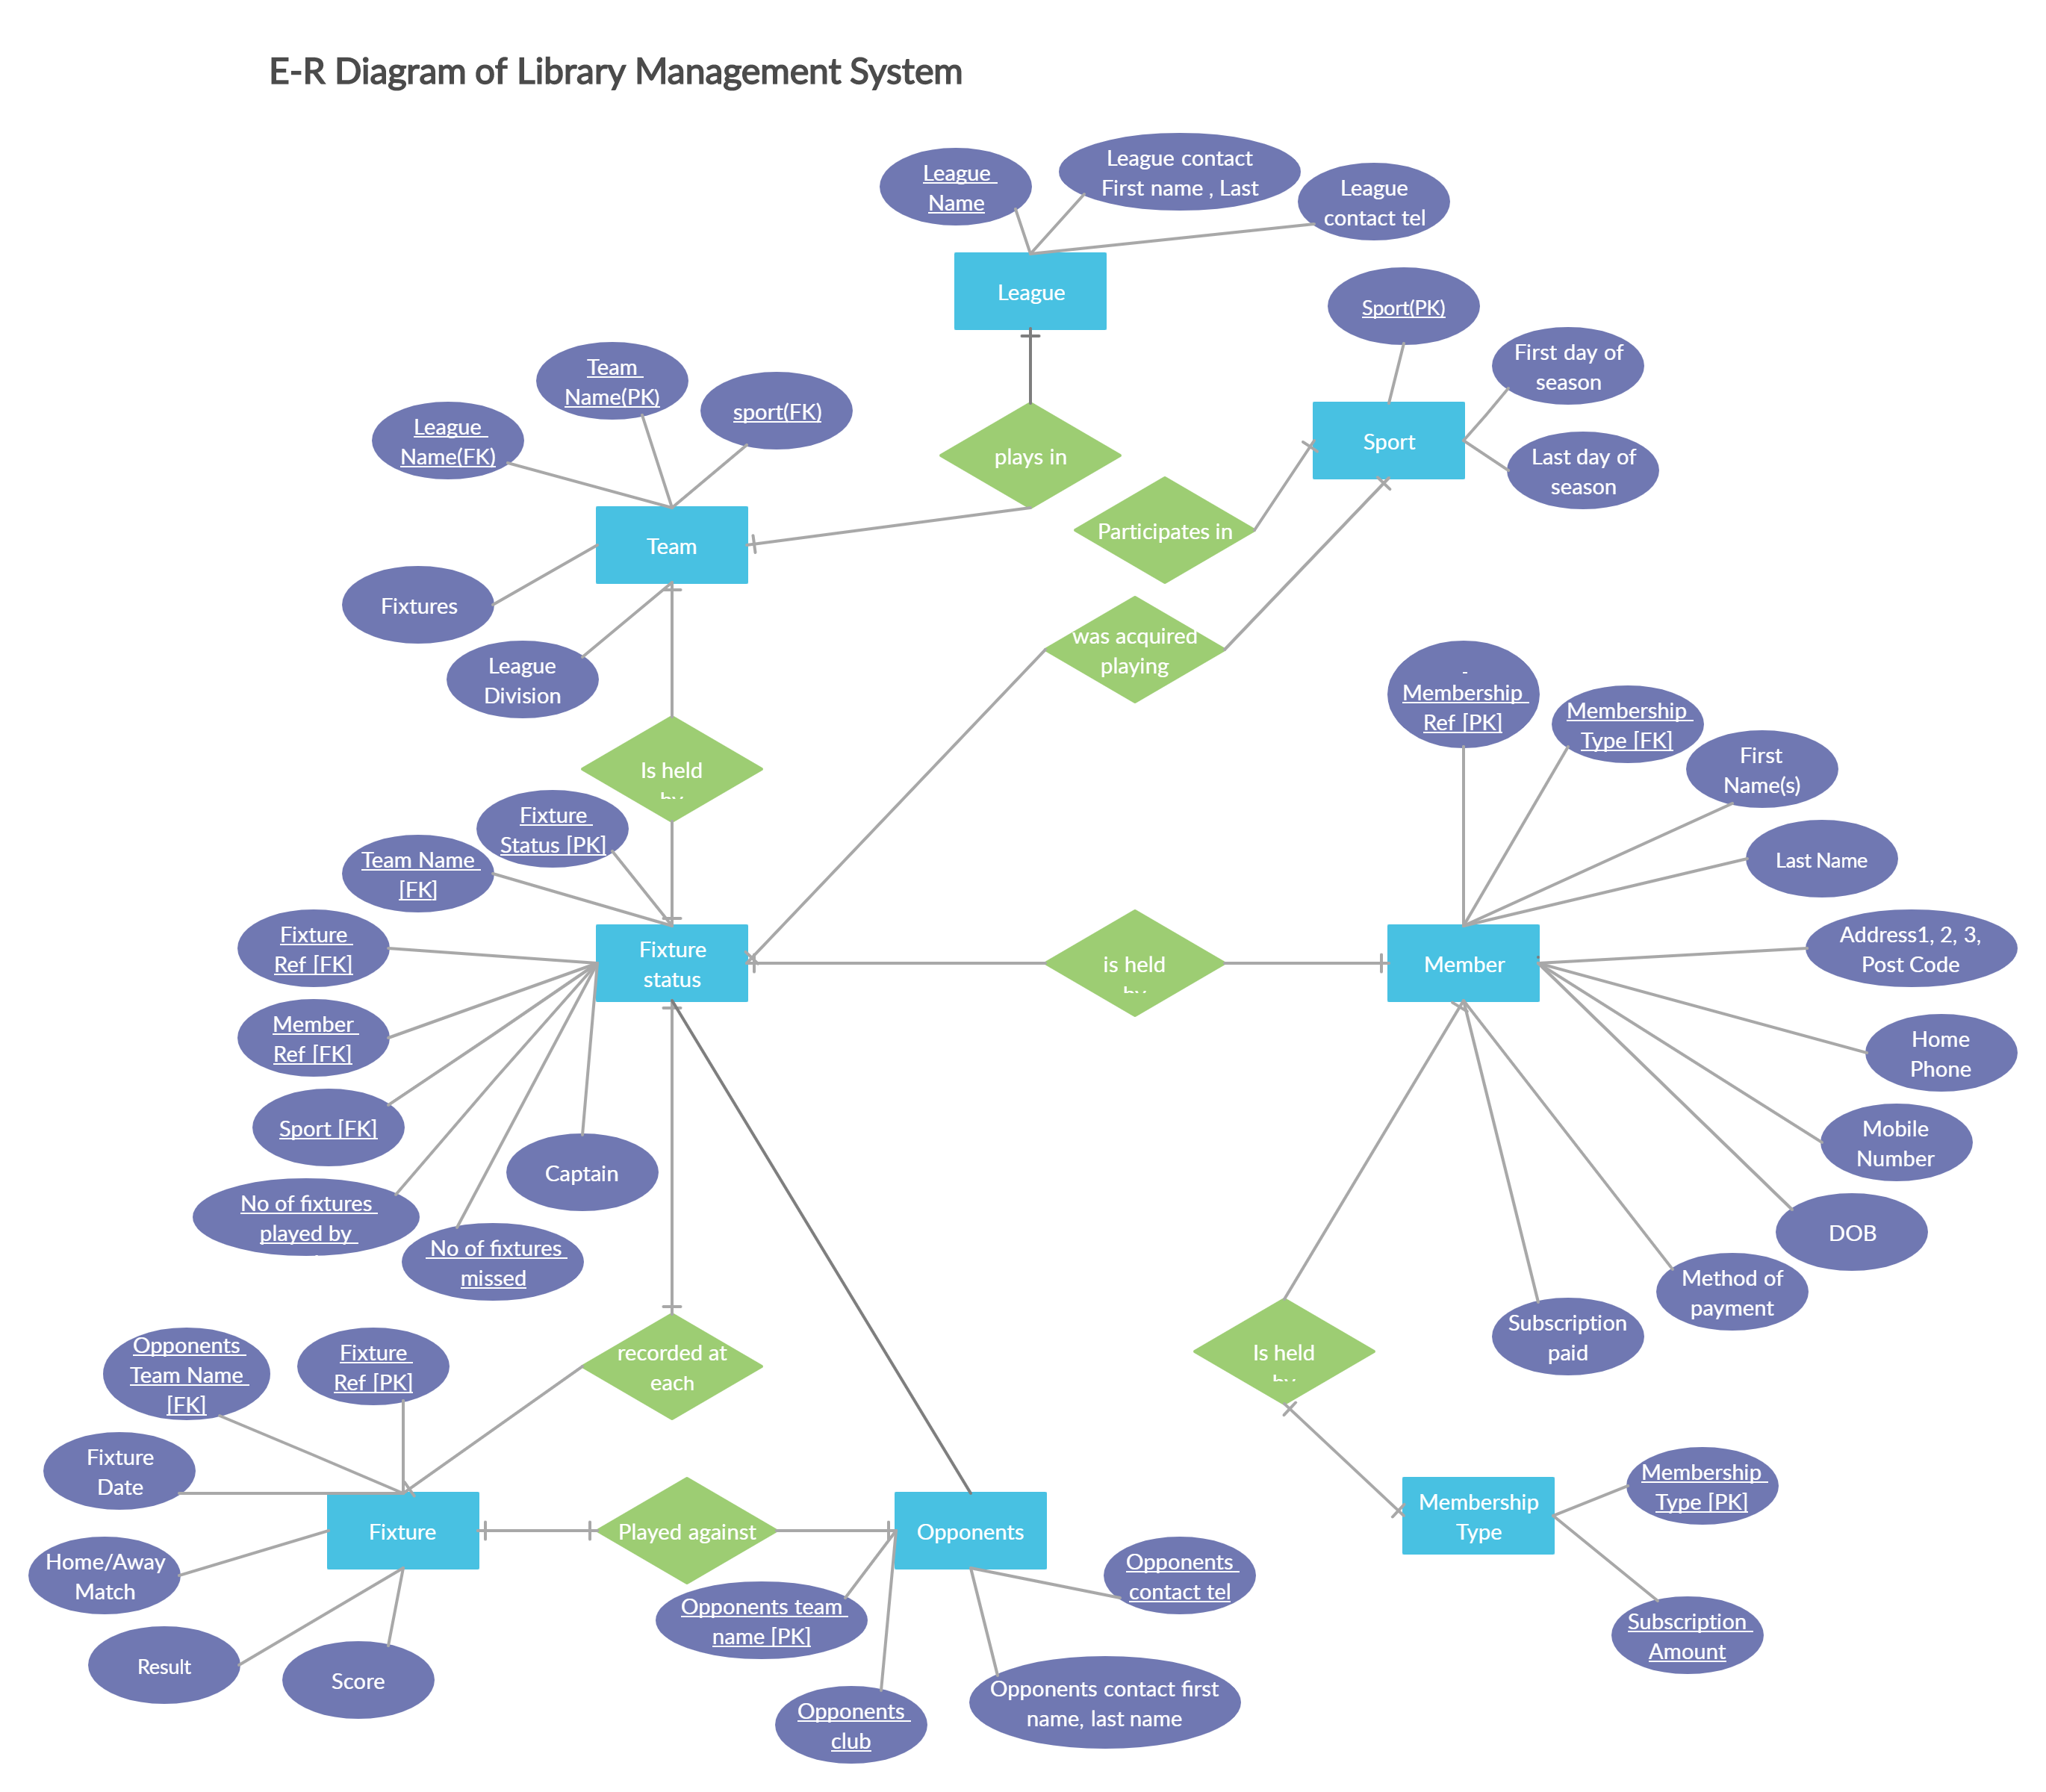 E-R Diagram of Library Management System
League
Name
League contact
First name , Last
League
contact tel
League
Sport(PK)
First day of
season
Last day of
season
Sport
Team
Name(PK)
sport(FK)
League
Name(FK)
plays in
Participates in
Team
Fixtures
League
Division
was acquired
playing
Is held
by
Membership
Ref [PK]
Membership
Type [FK]
First
Name(s)
Last Name
Address1, 2, 3,
Post Code
Home
Phone
Mobile
Number
DOB
Method of
payment
Subscription
paid
Member
is held
by
Fixture
Status [PK]
Team Name
[FK]
Fixture
Ref [FK]
Member
Ref [FK]
Sport [FK]
No of fixtures
played by
No of fixtures
missed
Captain
Fixture
status
recorded at
each
Is held
by
Opponents
Team Name
[FK]
Fixture
Ref [PK]
Fixture
Date
Home/Away
Match
Result
Score
Fixture
Played against
Opponents
Opponents team
name [PK]
Opponents
club
Opponents contact first
name, last name
Opponents
contact tel
Membership
Type
Membership
Type [PK]
Subscription
Amount